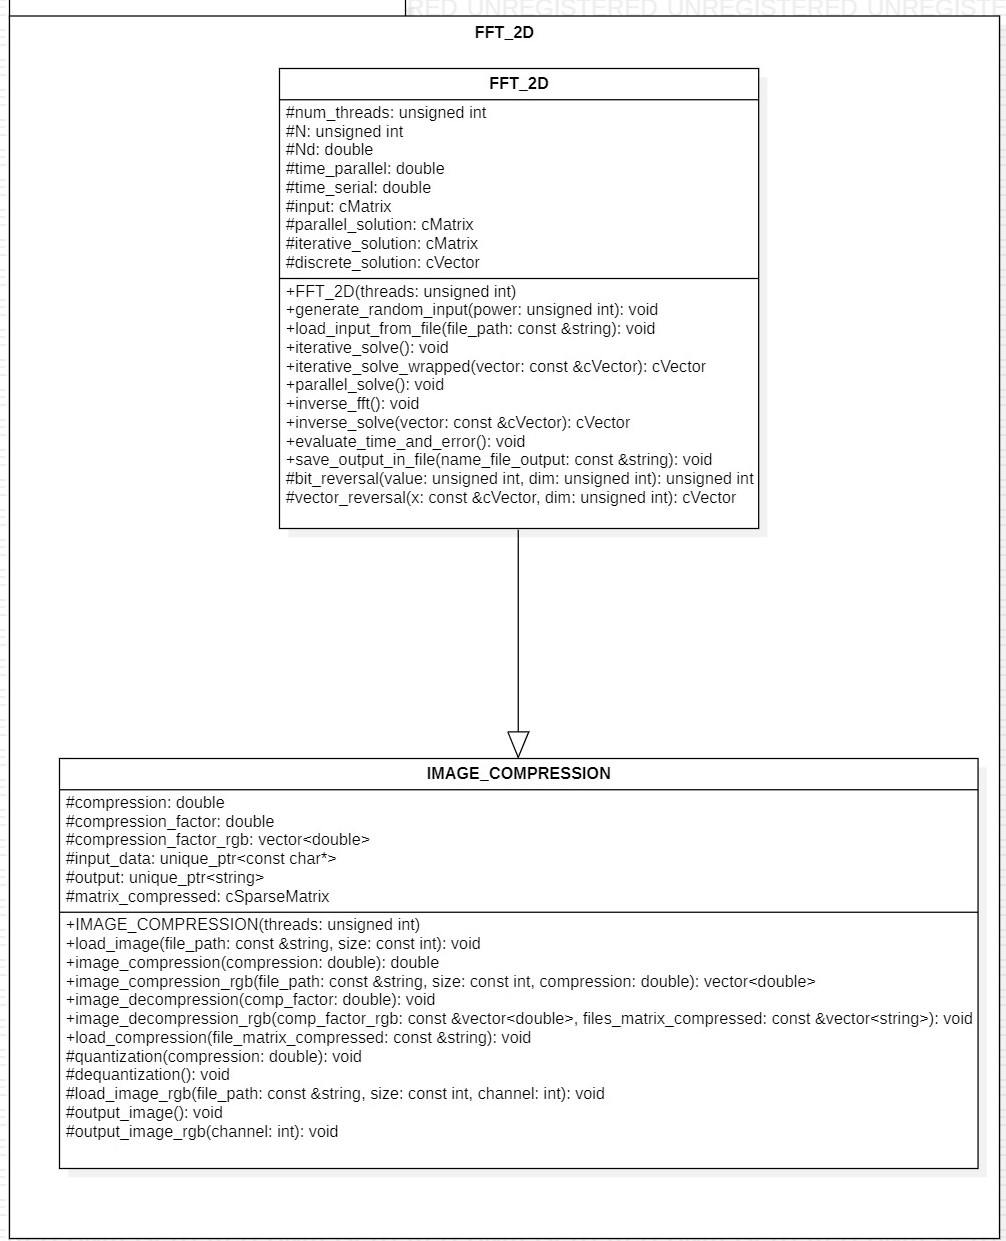 RED UNREGISTERED UNREGISTERED UNREGISTE
FFT_2D
FFT_2D
#num_threads: unsigned int
#N: unsigned int
#Nd: double
#time_parallel: double
#time_serial: double
#input: cMatrix
#parallel_solution: cMatrix
#iterative_solution: cMatrix
#discrete_solution: cVector
+FFT_2D(threads: unsigned int)
+generate_random_input(power: unsigned int): void
+load_input_from_file(file_path: const &string): void
+iterative_solve(): void
+iterative_solve_wrapped(vector: const &cVector): cVector
+parallel_solve(): void
+inverse_fft(): void
+inverse_solve(vector: const &cVector): cVector
+evaluate_time_and_error(): void
+save_output_in_file(name_file_output: const &string): void
#bit_reversal(value: unsigned int, dim: unsigned int): unsigned int
#vector_reversal(x: const &cVector, dim: unsigned int): cVector
IMAGE_COMPRESSION
#compression: double
#compression_factor: double
#compression_factor_rgb: vector<double>
#input_data: unique_ptr<const char*>
#output: unique_ptr<string>
#matrix_compressed: cSparseMatrix
+IMAGE_COMPRESSION(threads: unsigned int)
+load_image(file_path: const &string, size: const int): void
+image_compression(compression: double): double
+image_compression_rgb(file_path: const &string, size: const int, compression: double): vector<double>
+image_decompression(comp_factor: double): void
+image_decompression_rgb(comp_factor_rgb: const &vector<double>, files_matrix_compressed: const &vector<string>): void
+load_compression(file_matrix_compressed: const &string): void
#quantization(compression: double): void
#dequantization(): void
#load_image_rgb(file_path: const &string, size: const int, channel: int): void
#output_image(): void
#output_image_rgb(channel: int): void